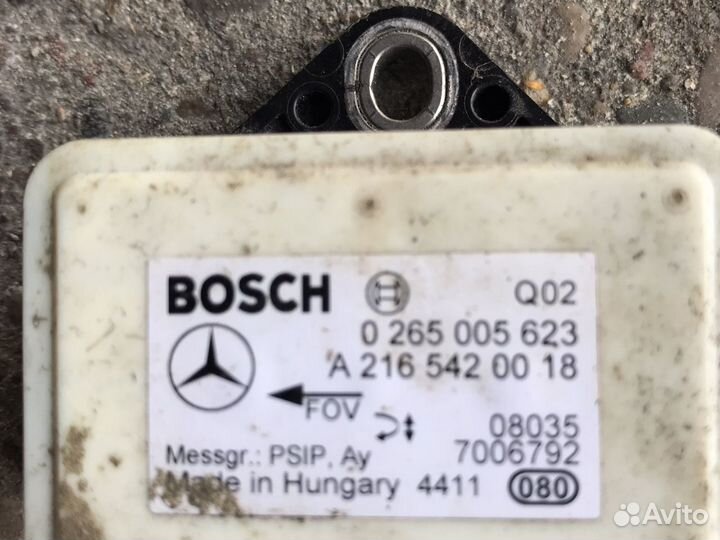 BOSCH
Q02
0 265 005 623
A 216 542 00 18
FOV
08035
Messgr.: PSIP, Ay 7006792
Made in Hungary 4411 080
Avito